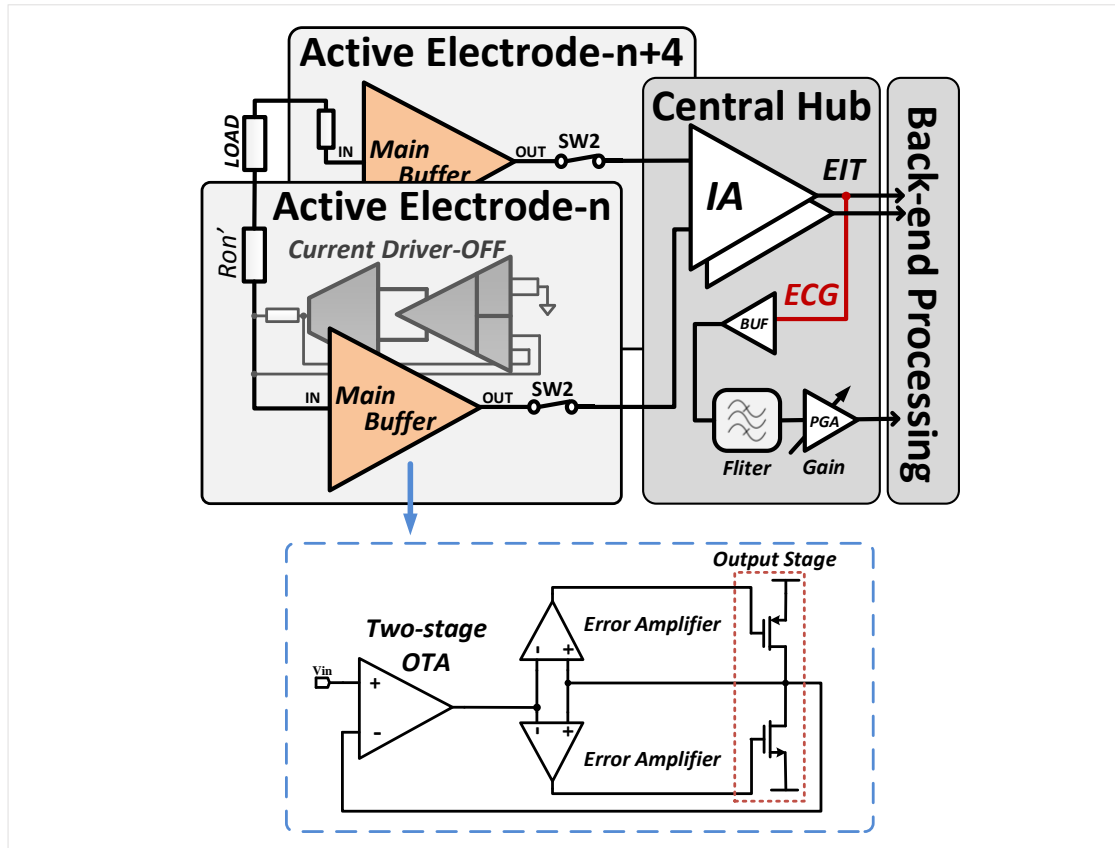 Active Electrode-n+4
LOAD
IN
Main
Buffer
OUT
SW2
Central Hub
IA
EIT
ECG
BUF
Fliter
PGA
Gain
Back-end Processing
Active Electrode-n
Ron’
Current Driver-OFF
IN
Main
Buffer
OUT
SW2
Output Stage
Error Amplifier
Two-stage
OTA
Vin
+
-
-
+
-
+
Error Amplifier